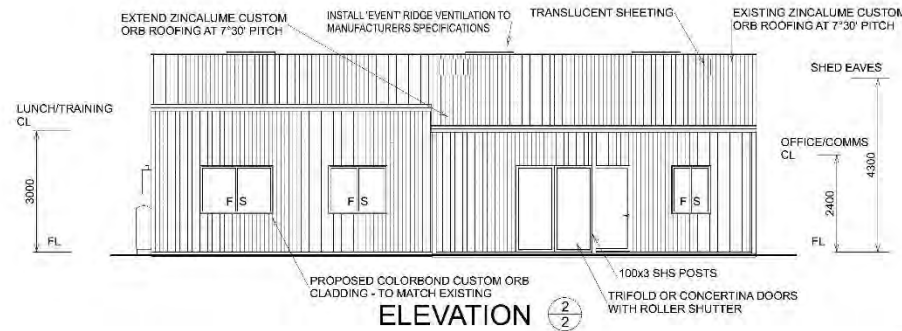 EXTEND ZINCALUME CUSTOM
ORB ROOFING AT 7°30' PITCH
INSTALL 'EVENT' RIDGE VENTILATION TO
MANUFACTURERS SPECIFICATIONS
TRANSLUCENT SHEETING
EXISTING ZINCALUME CUSTOM
ORB ROOFING AT 7°30' PITCH
SHED EAVES
LUNCH/TRAINING
CL
OFFICE/COMMS
CL
3000
2400
4300
F S
F S
F S
FL
FL
100x3 SHS POSTS
PROPOSED COLORBOND CUSTOM ORB
CLADDING - TO MATCH EXISTING
TRIFOLD OR CONCERTINA DOORS
WITH ROLLER SHUTTER
ELEVATION
2
2